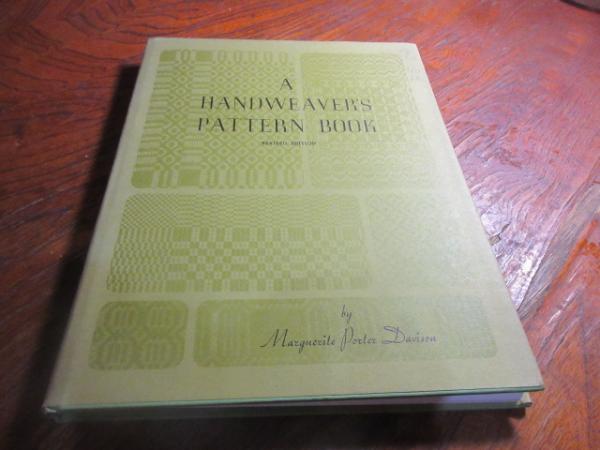 A
HANDWEAVER'S
PATTERN BOOK
REVISED EDITION
by
Marguerite Porter Davison